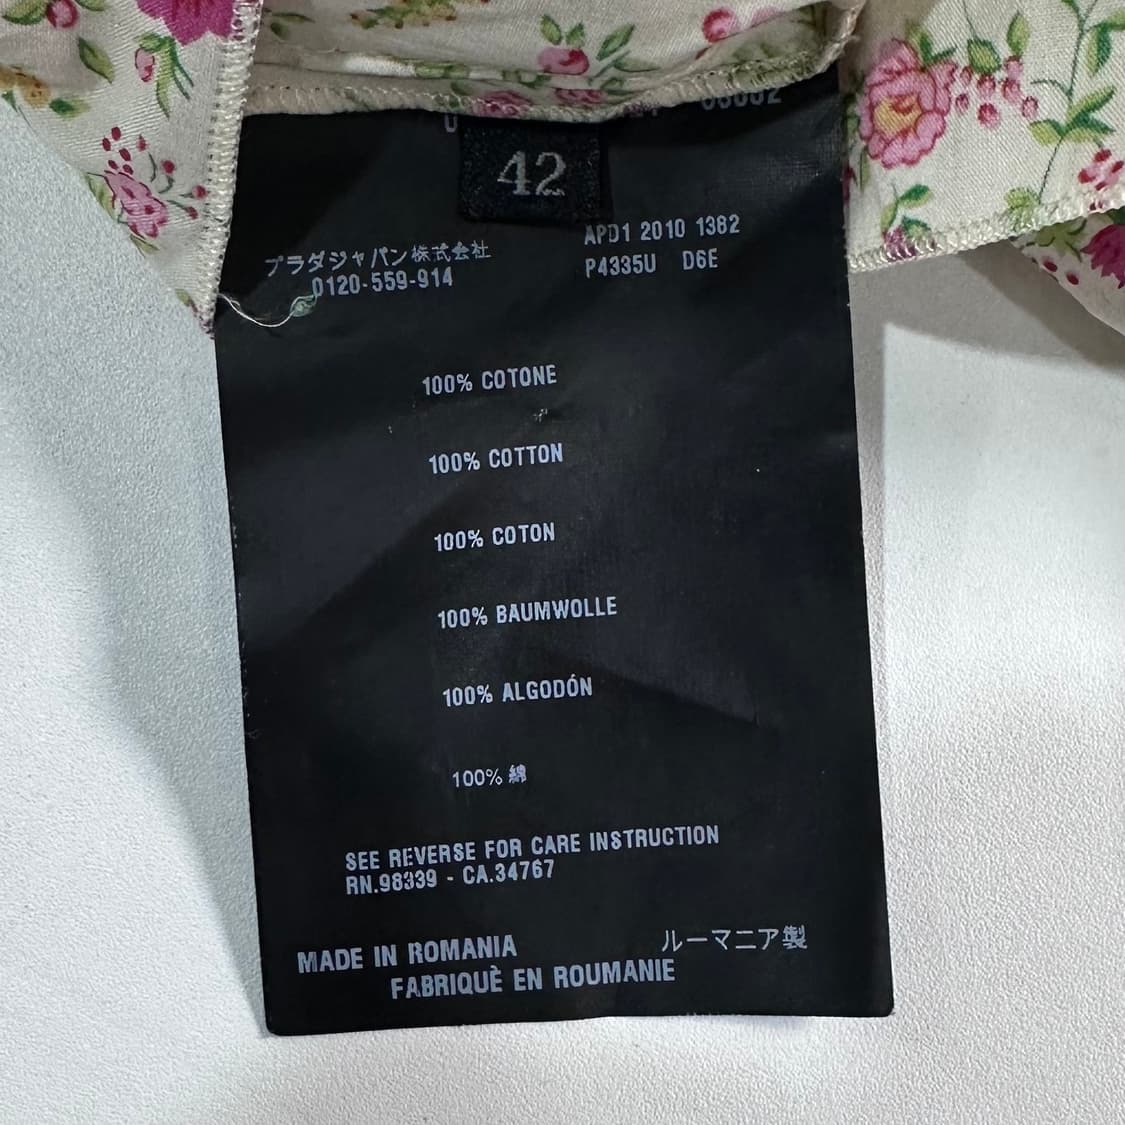 42
APD1 2010 1382
P4335U D6E
プラダジャパン株式会社
0120-559-914
100% COTONE
100% COTTON
100% COTON
100% BAUMWOLLE
100% ALGODÓN
100% 綿
SEE REVERSE FOR CARE INSTRUCTION
RN.98339 - CA.34767
MADE IN ROMANIA
ルーマニア製
FABRIQUÈ EN ROUMANIE